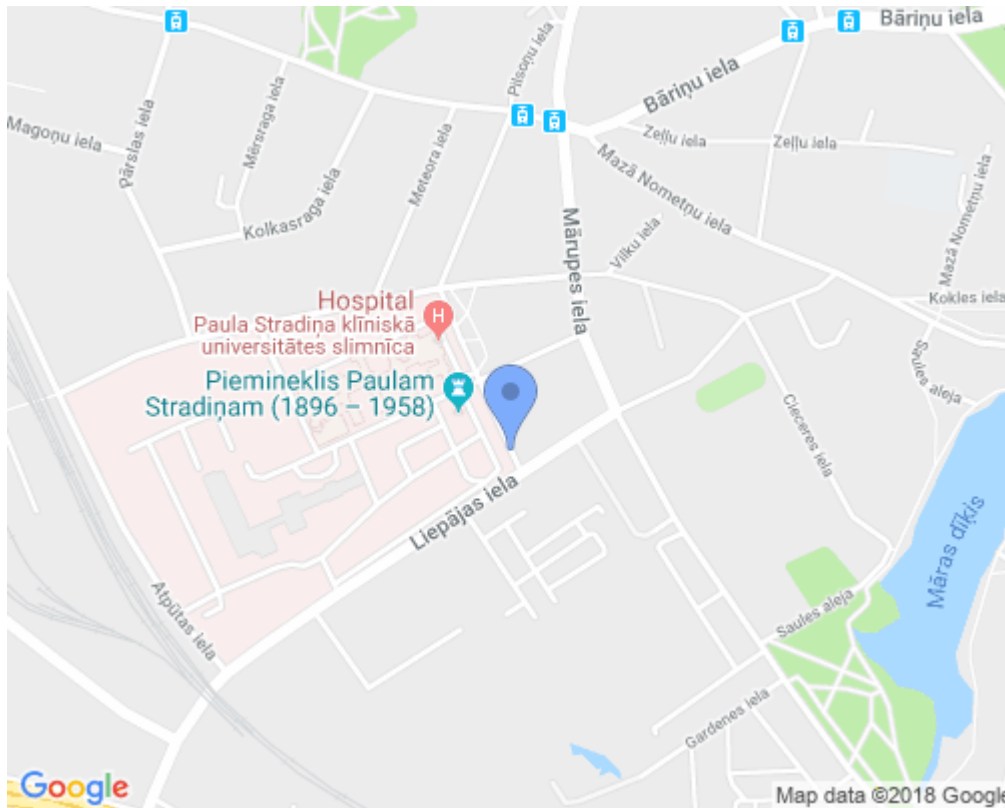 Bāriņu iela
Pilsoņu iela
Bāriņu iela
Magoņu iela
Pārslas iela
Mērsraga iela
Meteora iela
Zeļļu iela
Zeļļu iela
Mazā Nometņu iela
Mazā Nometņu iela
Kolkasraga iela
Mārupes iela
Vilku iela
Kokles iela
Hospital
Paula Stradiņa klīniskā
universitātes slimnīca
H
Piemineklis Paulam
Stradiņam (1896 – 1958)
Saules aleja
Cieceres iela
Liepājas iela
Māras dīķis
Atpūtas iela
Saules aleja
Gardenes iela
Google
Map data ©2018 Google